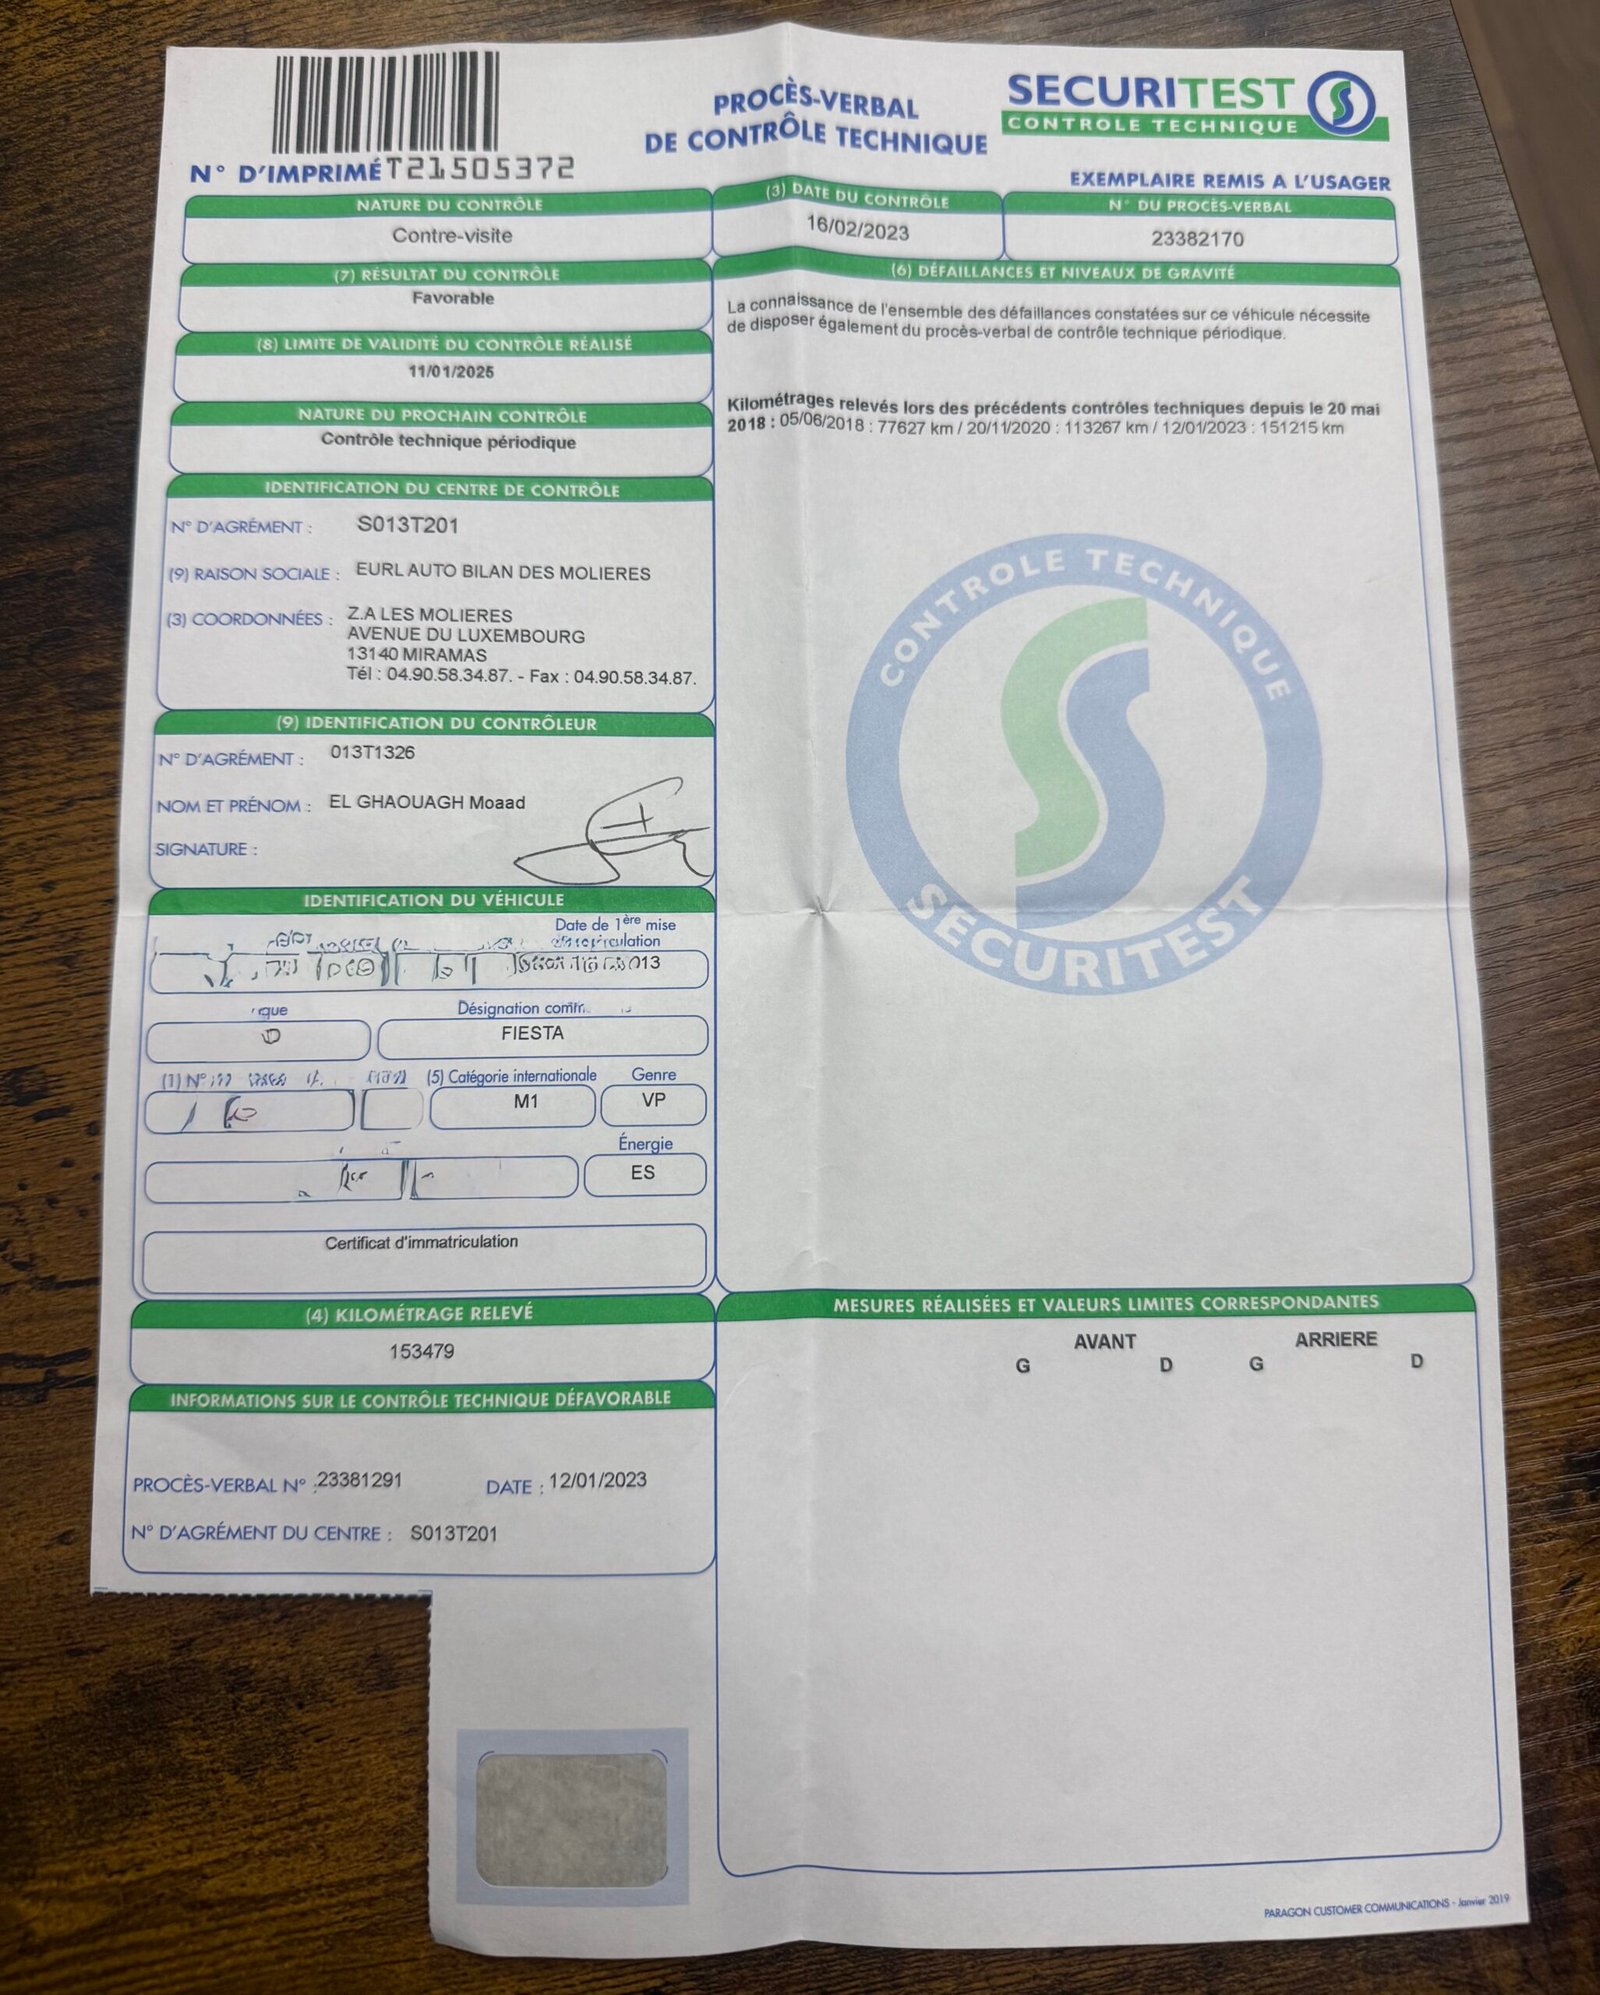 PROCÈS-VERBAL
DE CONTRÔLE TECHNIQUE
SECURITEST
CONTROLE TECHNIQUE
N° D'IMPRIMÉ T21505372
EXEMPLAIRE REMIS A L'USAGER
NATURE DU CONTRÔLE
Contre-visite
(3) DATE DU CONTRÔLE
16/02/2023
N° DU PROCÈS-VERBAL
23382170
(7) RÉSULTAT DU CONTRÔLE
Favorable
(8) LIMITE DE VALIDITÉ DU CONTRÔLE RÉALISÉ
11/01/2025
NATURE DU PROCHAIN CONTRÔLE
Contrôle technique périodique
IDENTIFICATION DU CENTRE DE CONTRÔLE
N° D'AGRÉMENT : S013T201
(9) RAISON SOCIALE : EURL AUTO BILAN DES MOLIERES
(3) COORDONNÉES : Z.A LES MOLIERES
AVENUE DU LUXEMBOURG
13140 MIRAMAS
Tél : 04.90.58.34.87. - Fax : 04.90.58.34.87.
(9) IDENTIFICATION DU CONTRÔLEUR
N° D'AGRÉMENT : 013T1326
NOM ET PRÉNOM : EL GHAOUAGH Moaad
SIGNATURE :
IDENTIFICATION DU VÉHICULE
Date de 1ère mise
Désignation
FIESTA
(5) Catégorie internationale
Genre
M1
VP
Énergie
ES
Certificat d'immatriculation
(4) KILOMÉTRAGE RELEVÉ
153479
INFORMATIONS SUR LE CONTRÔLE TECHNIQUE DÉFAVORABLE
PROCÈS-VERBAL N° : 23381291 DATE : 12/01/2023
N° D'AGRÉMENT DU CENTRE : S013T201
(6) DÉFAILLANCES ET NIVEAUX DE GRAVITÉ
La connaissance de l'ensemble des défaillances constatées sur ce véhicule nécessite
de disposer également du procès-verbal de contrôle technique périodique.
Kilométrages relevés lors des précédents contrôles techniques depuis le 20 mai
2018 : 05/06/2018 : 77627 km / 20/11/2020 : 113267 km / 12/01/2023 : 151215 km
CONTROLE TECHNIQUE
SECURITEST
MESURES RÉALISÉES ET VALEURS LIMITES CORRESPONDANTES
AVANT ARRIERE
G D G D
PARAGON CUSTOMER COMMUNICATIONS - Janvier 2019